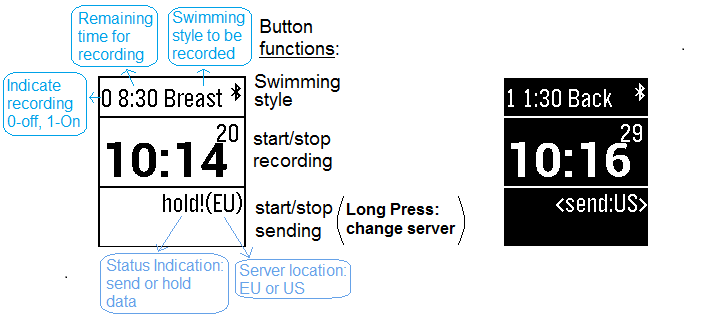 Remaining
time for
recording
Swimming
style to be
recorded
Button
functions:
Indicate
recording
0-off, 1-On
0 8:30 Breast
Swimming
style
20
10:14
start/stop
recording
hold!(EU)
start/stop
sending
Long Press:
change server
Status Indication:
send or hold
data
Server location:
EU or US
1 1:30 Back
29
10:16
<send:US>